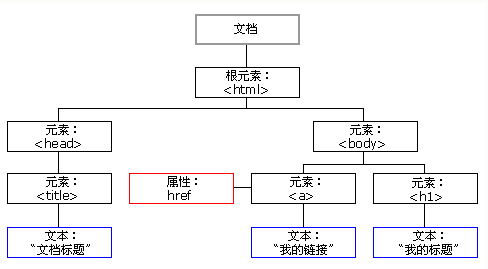 文档
根元素：
<html>
元素：
<head>
元素：
<body>
元素：
<title>
属性：
href
元素：
<a>
元素：
<h1>
文本：
“文档标题”
文本：
“我的链接”
文本：
“我的标题”